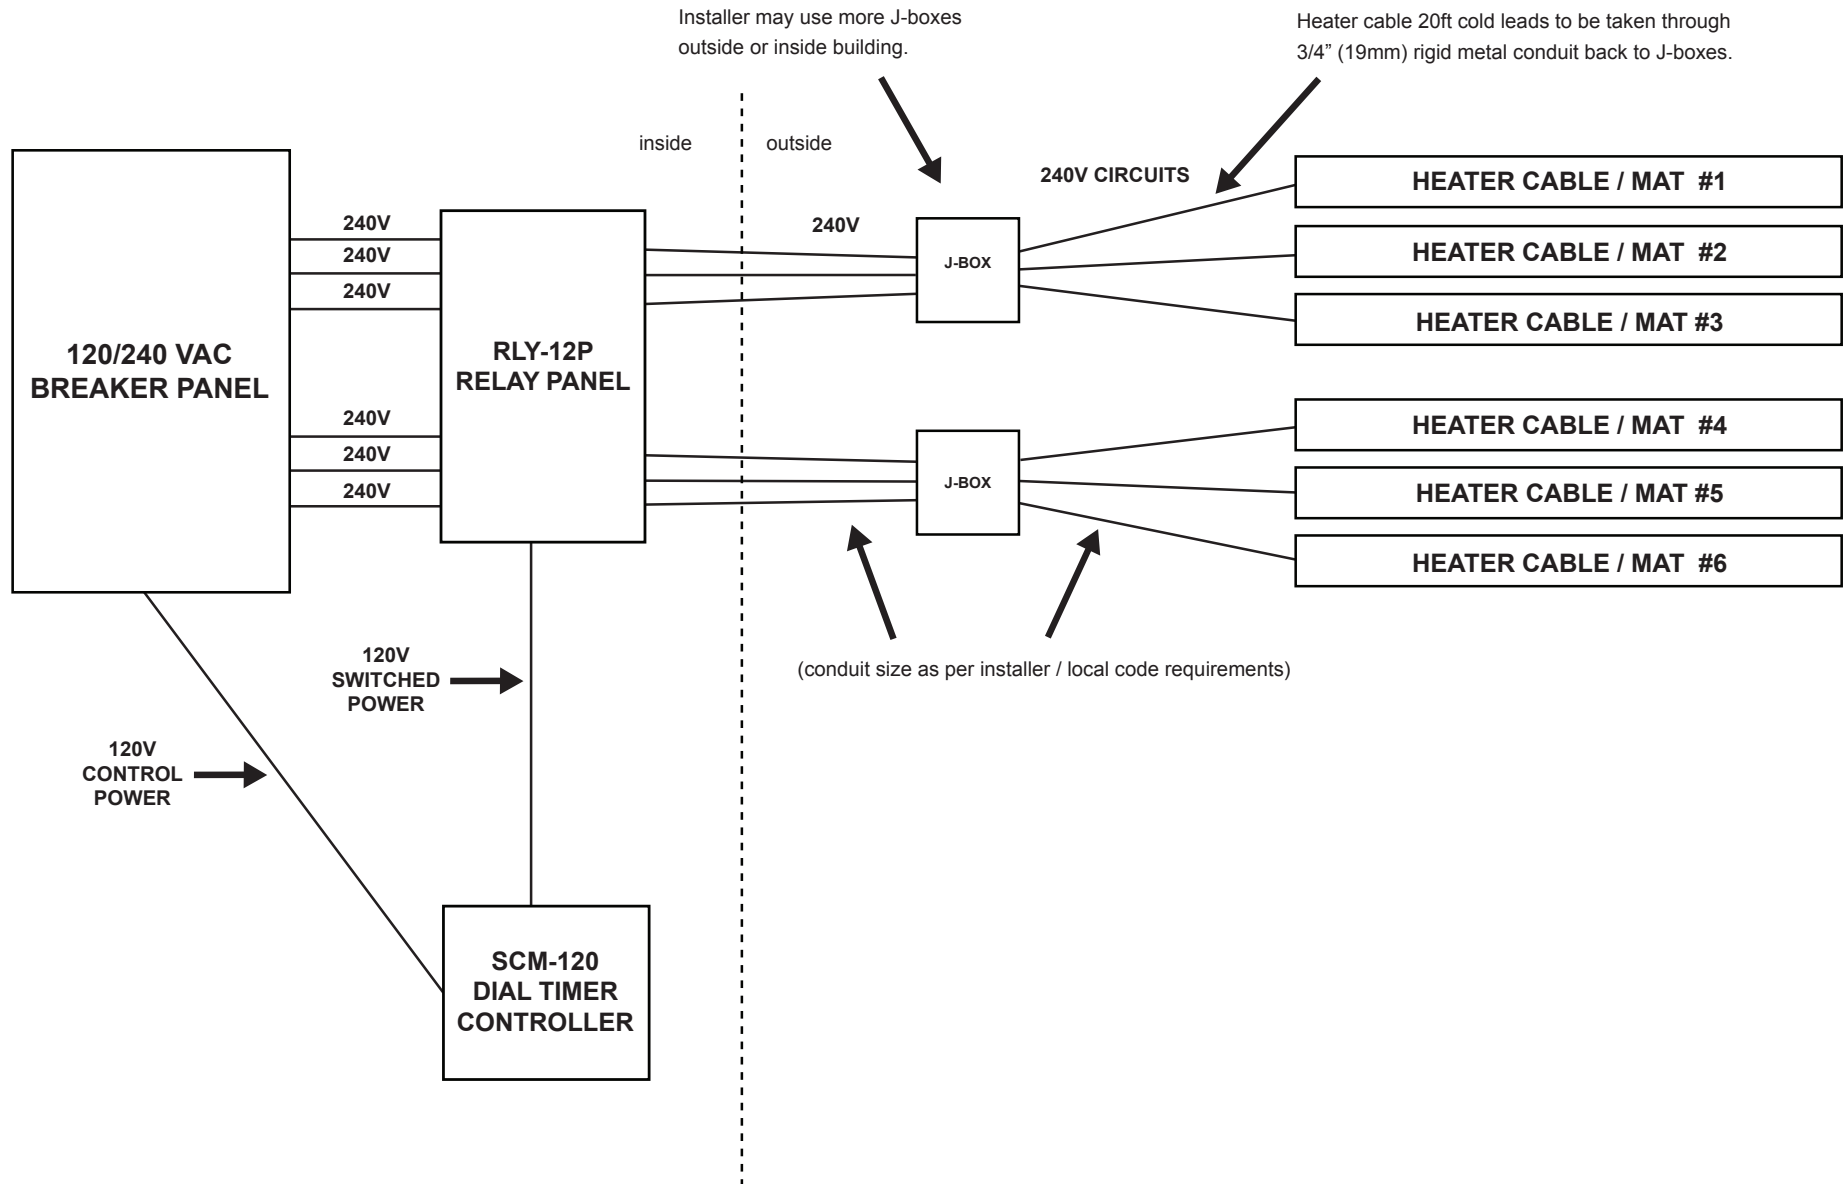 Installer may use more J-boxes
outside or inside building.
Heater cable 20ft cold leads to be taken through
3/4” (19mm) rigid metal conduit back to J-boxes.
inside
outside
240V CIRCUITS
HEATER CABLE / MAT  #1
240V
240V
240V
240V
J-BOX
HEATER CABLE / MAT  #2
HEATER CABLE / MAT #3
120/240 VAC
BREAKER PANEL
RLY-12P
RELAY PANEL
240V
240V
240V
J-BOX
HEATER CABLE / MAT  #4
HEATER CABLE / MAT #5
HEATER CABLE / MAT  #6
120V
SWITCHED
POWER
(conduit size as per installer / local code requirements)
120V
CONTROL
POWER
SCM-120
DIAL TIMER
CONTROLLER